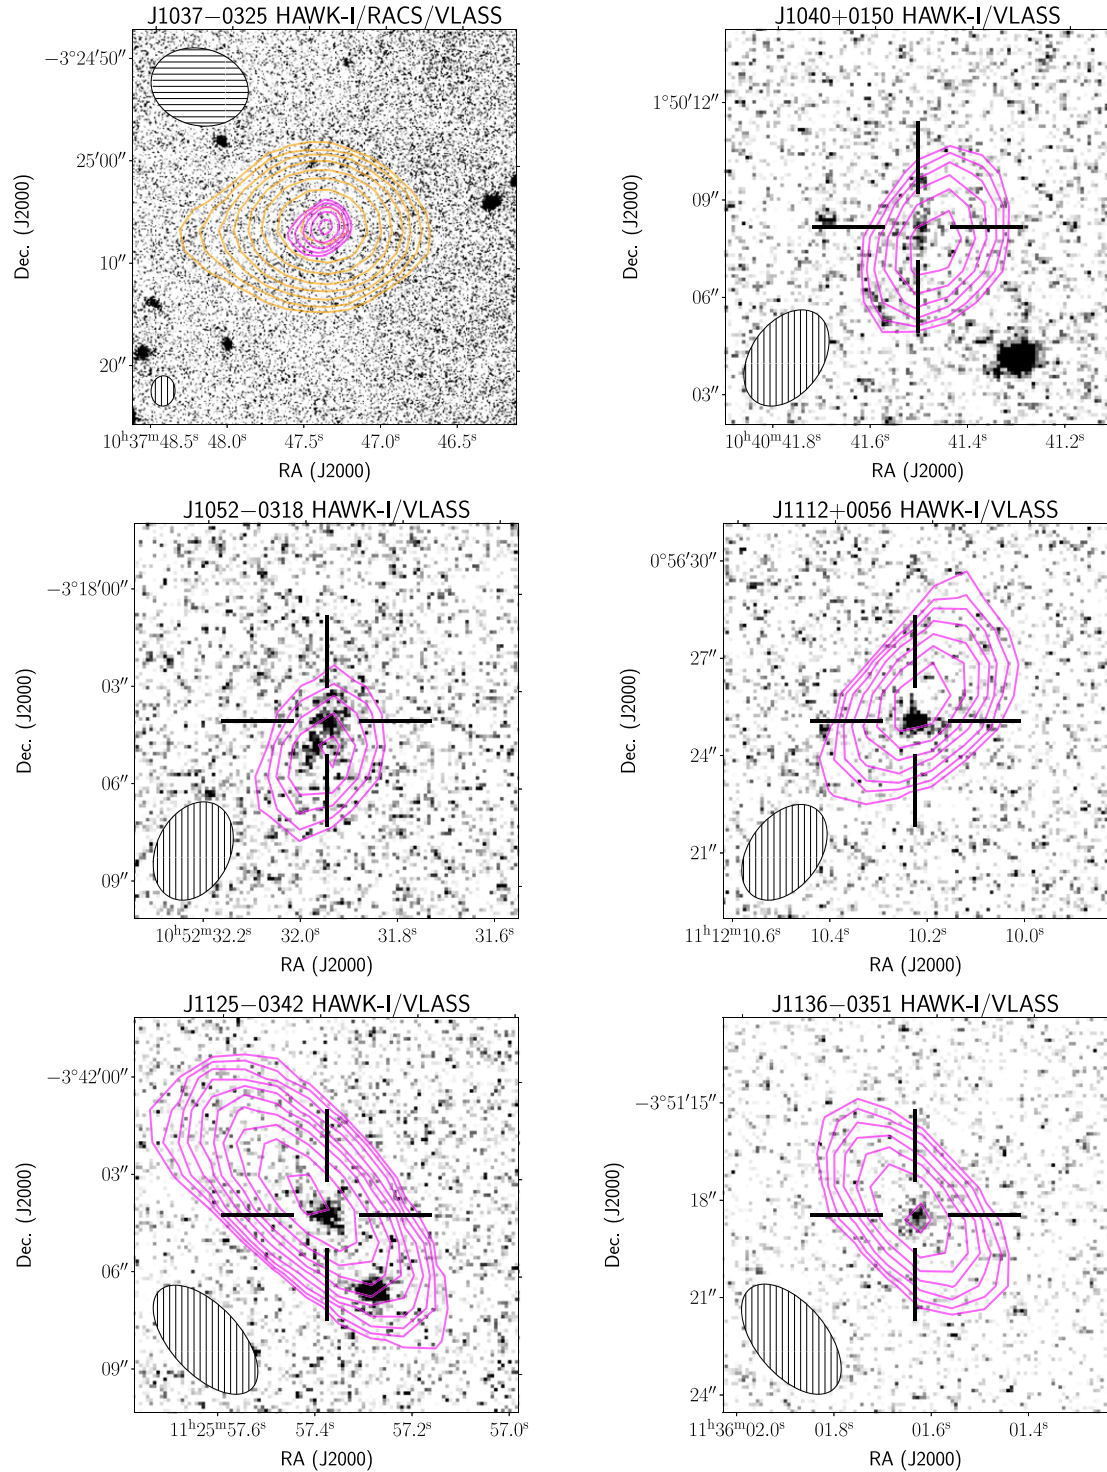 J1037−0325 HAWK-I/RACS/VLASS
−3°24′50″
25′00″
10″
20″
Dec. (J2000)
10ʰ37ᵐ48.5ˢ 48.0ˢ 47.5ˢ 47.0ˢ 46.5ˢ
RA (J2000)
J1040+0150 HAWK-I/VLASS
1°50′12″
09″
06″
03″
Dec. (J2000)
10ʰ40ᵐ41.8ˢ 41.6ˢ 41.4ˢ 41.2ˢ
RA (J2000)
J1052−0318 HAWK-I/VLASS
−3°18′00″
03″
06″
09″
Dec. (J2000)
10ʰ52ᵐ32.2ˢ 32.0ˢ 31.8ˢ 31.6ˢ
RA (J2000)
J1112+0056 HAWK-I/VLASS
0°56′30″
27″
24″
21″
Dec. (J2000)
11ʰ12ᵐ10.6ˢ 10.4ˢ 10.2ˢ 10.0ˢ
RA (J2000)
J1125−0342 HAWK-I/VLASS
−3°42′00″
03″
06″
09″
Dec. (J2000)
11ʰ25ᵐ57.6ˢ 57.4ˢ 57.2ˢ 57.0ˢ
RA (J2000)
J1136−0351 HAWK-I/VLASS
−3°51′15″
18″
21″
24″
Dec. (J2000)
11ʰ36ᵐ02.0ˢ 01.8ˢ 01.6ˢ 01.4ˢ
RA (J2000)